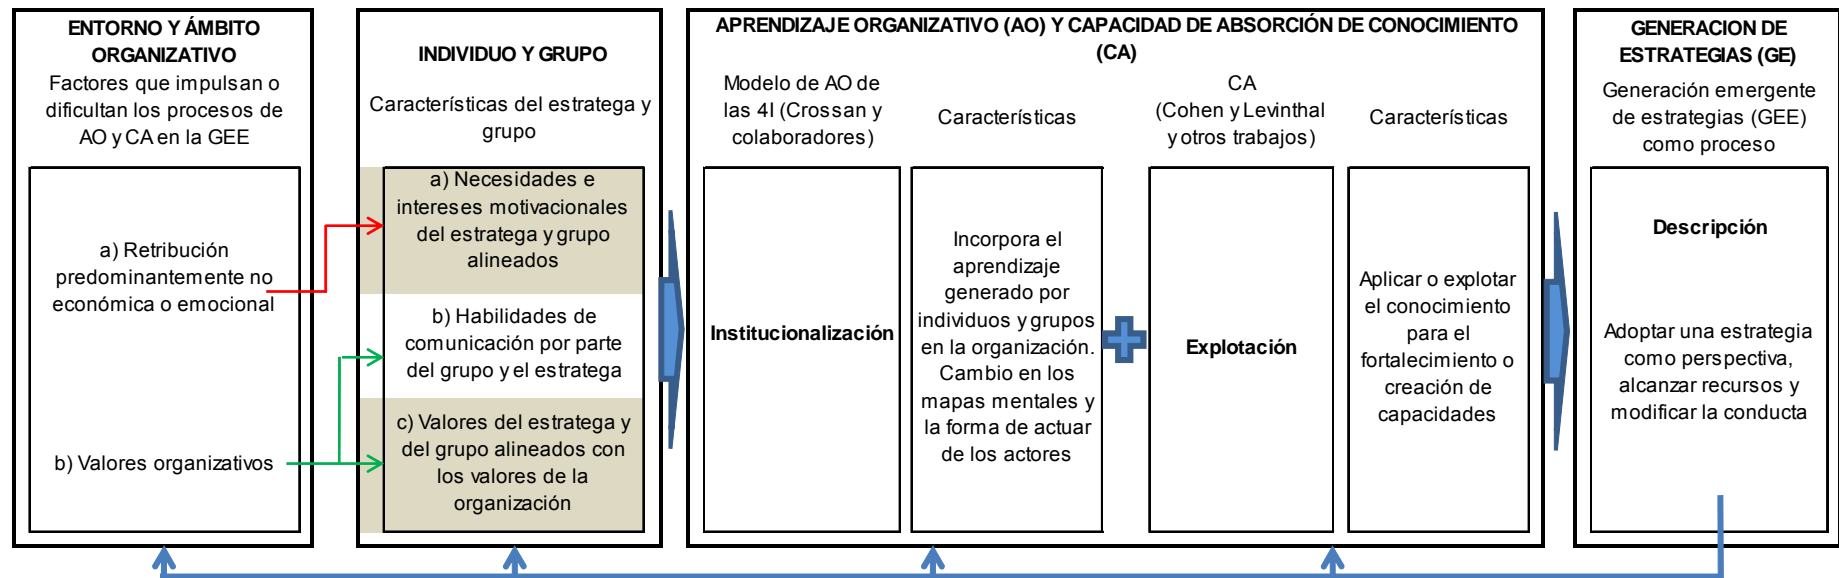 ENTORNO Y ÁMBITO
ORGANIZATIVO
Factores que impulsan o
dificultan los procesos de
AO y CA en la GEE
a) Retribución
predominantemente no
económica o emocional
b) Valores organizativos
INDIVIDUO Y GRUPO
Características del estratega y
grupo
a) Necesidades e
intereses motivacionales
del estratega y grupo
alineados
b) Habilidades de
comunicación por parte
del grupo y el estratega
c) Valores del estratega y
del grupo alineados con
los valores de la
organización
APRENDIZAJE ORGANIZATIVO (AO) Y CAPACIDAD DE ABSORCIÓN DE CONOCIMIENTO
(CA)
Modelo de AO de
las 4I (Crossan y
colaboradores)
Institucionalización
Características
Incorpora el
aprendizaje
generado por
individuos y grupos
en la organización.
Cambio en los
mapas mentales y
la forma de actuar
de los actores
CA
(Cohen y Levinthal
y otros trabajos)
Explotación
Características
Aplicar o explotar
el conocimiento
para el
fortalecimiento o
creación de
capacidades
GENERACION DE
ESTRATEGIAS (GE)
Generación emergente
de estrategias (GEE)
como proceso
Descripción
Adoptar una estrategia
como perspectiva,
alcanzar recursos y
modificar la conducta